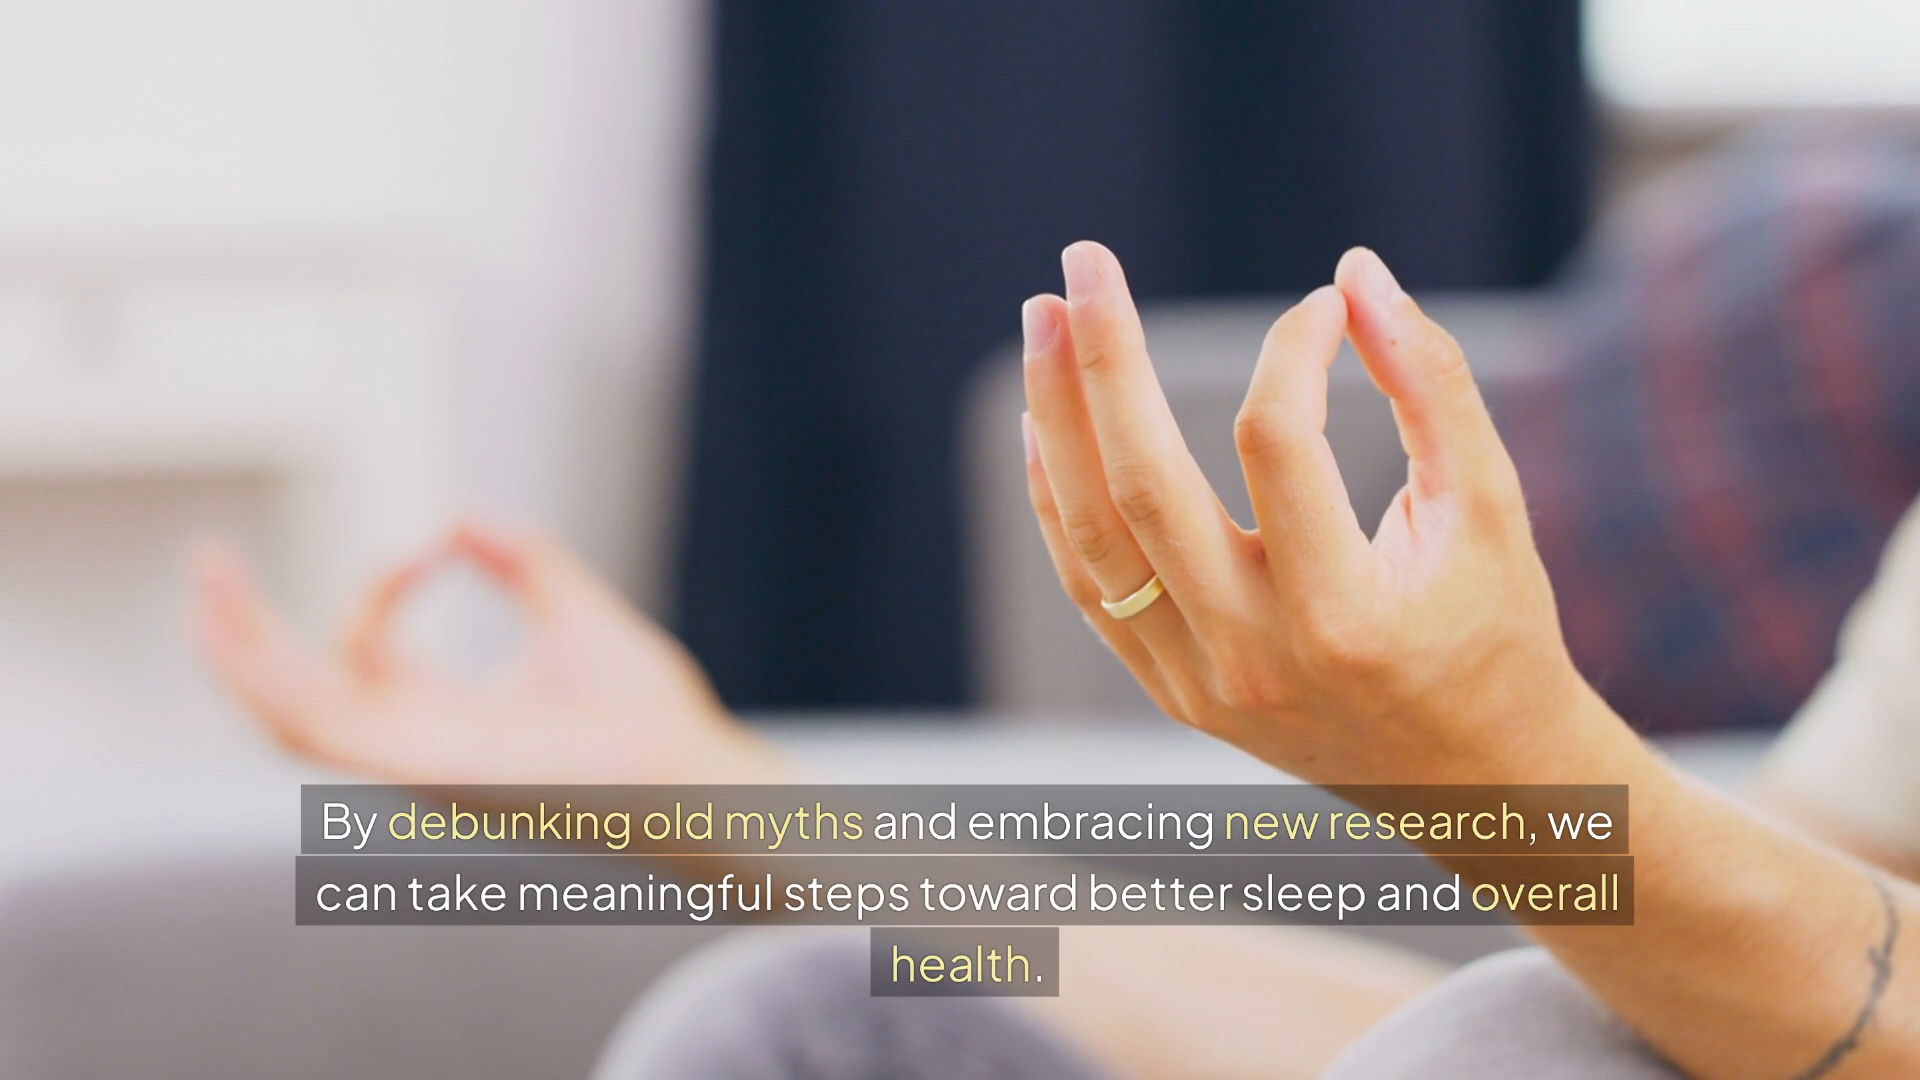 By debunking old myths and embracing new research, we
can take meaningful steps toward better sleep and overall
health.